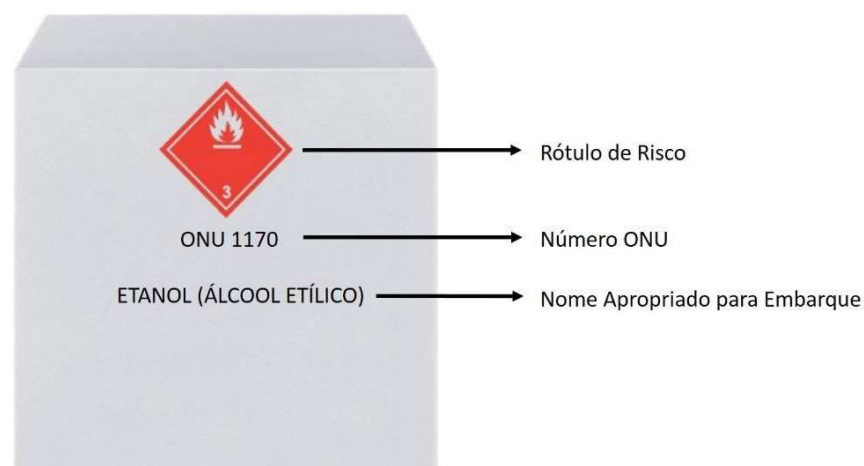 3
Rótulo de Risco
ONU 1170
Número ONU
ETANOL (ÁLCOOL ETÍLICO)
Nome Apropriado para Embarque